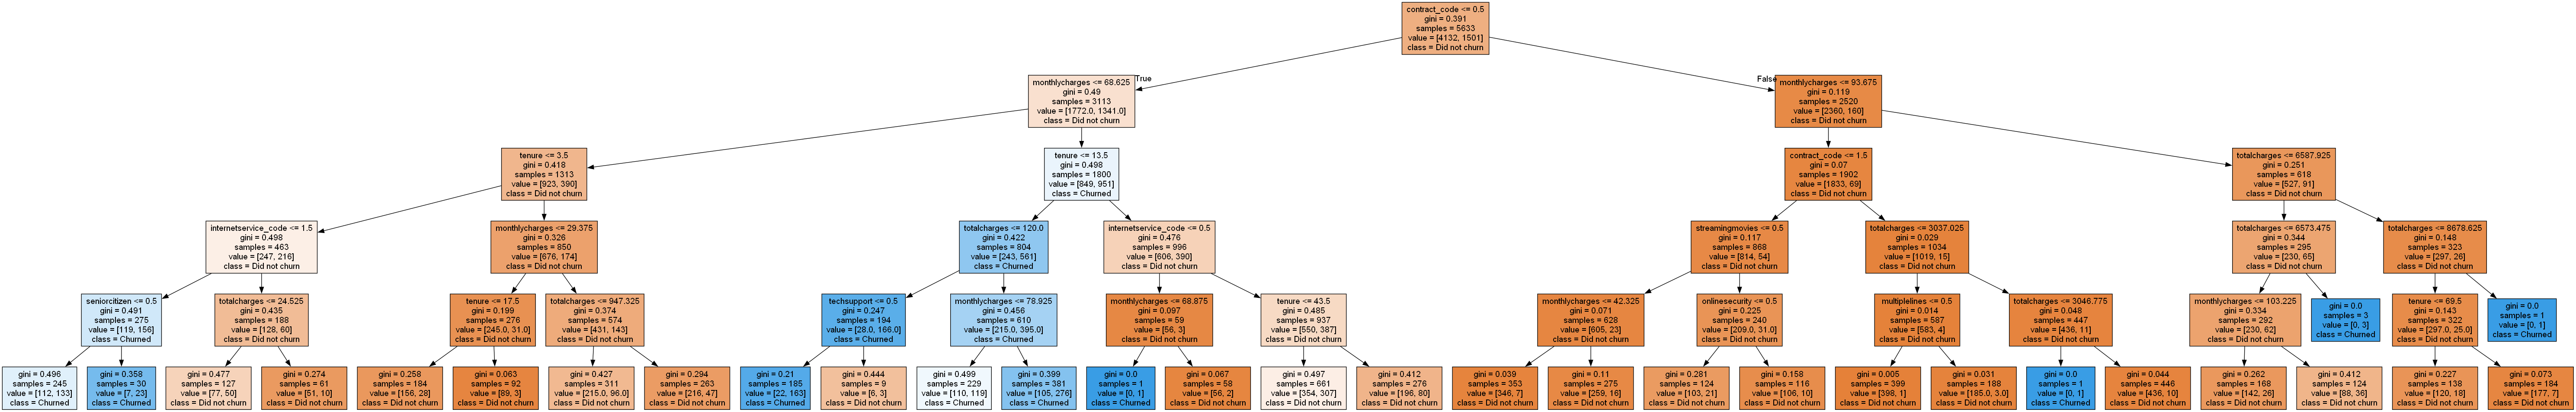 contract_code <= 0.5
gini = 0.391
samples = 5633
value = [4132, 1501]
class = Did not churn
True
False
monthlycharges <= 68.625
gini = 0.49
samples = 3113
value = [1772.0, 1341.0]
class = Did not churn
monthlycharges <= 93.675
gini = 0.119
samples = 2520
value = [2360, 160]
class = Did not churn
tenure <= 3.5
gini = 0.418
samples = 1313
value = [923, 390]
class = Did not churn
tenure <= 13.5
gini = 0.498
samples = 1800
value = [849, 951]
class = Churned
contract_code <= 1.5
gini = 0.07
samples = 1902
value = [1833, 69]
class = Did not churn
totalcharges <= 6587.925
gini = 0.251
samples = 618
value = [527, 91]
class = Did not churn
internetservice_code <= 1.5
gini = 0.498
samples = 463
value = [247, 216]
class = Did not churn
monthlycharges <= 29.375
gini = 0.326
samples = 850
value = [676, 174]
class = Did not churn
totalcharges <= 120.0
gini = 0.422
samples = 804
value = [243, 561]
class = Churned
internetservice_code <= 0.5
gini = 0.476
samples = 996
value = [606, 390]
class = Did not churn
streamingmovies <= 0.5
gini = 0.117
samples = 868
value = [814, 54]
class = Did not churn
totalcharges <= 3037.025
gini = 0.029
samples = 1034
value = [1019, 15]
class = Did not churn
totalcharges <= 6573.475
gini = 0.344
samples = 295
value = [230, 65]
class = Did not churn
totalcharges <= 8678.625
gini = 0.148
samples = 323
value = [297, 26]
class = Did not churn
seniorcitizen <= 0.5
gini = 0.491
samples = 275
value = [119, 156]
class = Churned
totalcharges <= 24.525
gini = 0.435
samples = 188
value = [128, 60]
class = Did not churn
tenure <= 17.5
gini = 0.199
samples = 276
value = [245.0, 31.0]
class = Did not churn
totalcharges <= 947.325
gini = 0.374
samples = 574
value = [431, 143]
class = Did not churn
techsupport <= 0.5
gini = 0.247
samples = 194
value = [28.0, 166.0]
class = Churned
monthlycharges <= 78.925
gini = 0.456
samples = 610
value = [215.0, 395.0]
class = Churned
monthlycharges <= 68.875
gini = 0.097
samples = 59
value = [56, 3]
class = Did not churn
tenure <= 43.5
gini = 0.485
samples = 937
value = [550, 387]
class = Did not churn
monthlycharges <= 42.325
gini = 0.071
samples = 628
value = [605, 23]
class = Did not churn
onlinesecurity <= 0.5
gini = 0.225
samples = 240
value = [209.0, 31.0]
class = Did not churn
multiplelines <= 0.5
gini = 0.014
samples = 587
value = [583, 4]
class = Did not churn
totalcharges <= 3046.775
gini = 0.048
samples = 447
value = [436, 11]
class = Did not churn
monthlycharges <= 103.225
gini = 0.334
samples = 292
value = [230, 62]
class = Did not churn
gini = 0.0
samples = 3
value = [0, 3]
class = Churned
tenure <= 69.5
gini = 0.143
samples = 322
value = [297.0, 25.0]
class = Did not churn
gini = 0.0
samples = 1
value = [0, 1]
class = Churned
gini = 0.496
samples = 245
value = [112, 133]
class = Churned
gini = 0.358
samples = 30
value = [7, 23]
class = Churned
gini = 0.477
samples = 127
value = [77, 50]
class = Did not churn
gini = 0.274
samples = 61
value = [51, 10]
class = Did not churn
gini = 0.258
samples = 184
value = [156, 28]
class = Did not churn
gini = 0.063
samples = 92
value = [89, 3]
class = Did not churn
gini = 0.427
samples = 311
value = [215.0, 96.0]
class = Did not churn
gini = 0.294
samples = 263
value = [216, 47]
class = Did not churn
gini = 0.21
samples = 185
value = [22, 163]
class = Churned
gini = 0.444
samples = 9
value = [6, 3]
class = Did not churn
gini = 0.499
samples = 229
value = [110, 119]
class = Churned
gini = 0.399
samples = 381
value = [105, 276]
class = Churned
gini = 0.0
samples = 1
value = [0, 1]
class = Churned
gini = 0.067
samples = 58
value = [56, 2]
class = Did not churn
gini = 0.497
samples = 661
value = [354, 307]
class = Did not churn
gini = 0.412
samples = 276
value = [196, 80]
class = Did not churn
gini = 0.039
samples = 353
value = [346, 7]
class = Did not churn
gini = 0.11
samples = 275
value = [259, 16]
class = Did not churn
gini = 0.281
samples = 124
value = [103, 21]
class = Did not churn
gini = 0.158
samples = 116
value = [106, 10]
class = Did not churn
gini = 0.005
samples = 399
value = [398, 1]
class = Did not churn
gini = 0.031
samples = 188
value = [185.0, 3.0]
class = Did not churn
gini = 0.0
samples = 1
value = [0, 1]
class = Churned
gini = 0.044
samples = 446
value = [436, 10]
class = Did not churn
gini = 0.262
samples = 168
value = [142, 26]
class = Did not churn
gini = 0.412
samples = 124
value = [88, 36]
class = Did not churn
gini = 0.227
samples = 138
value = [120, 18]
class = Did not churn
gini = 0.073
samples = 184
value = [177, 7]
class = Did not churn